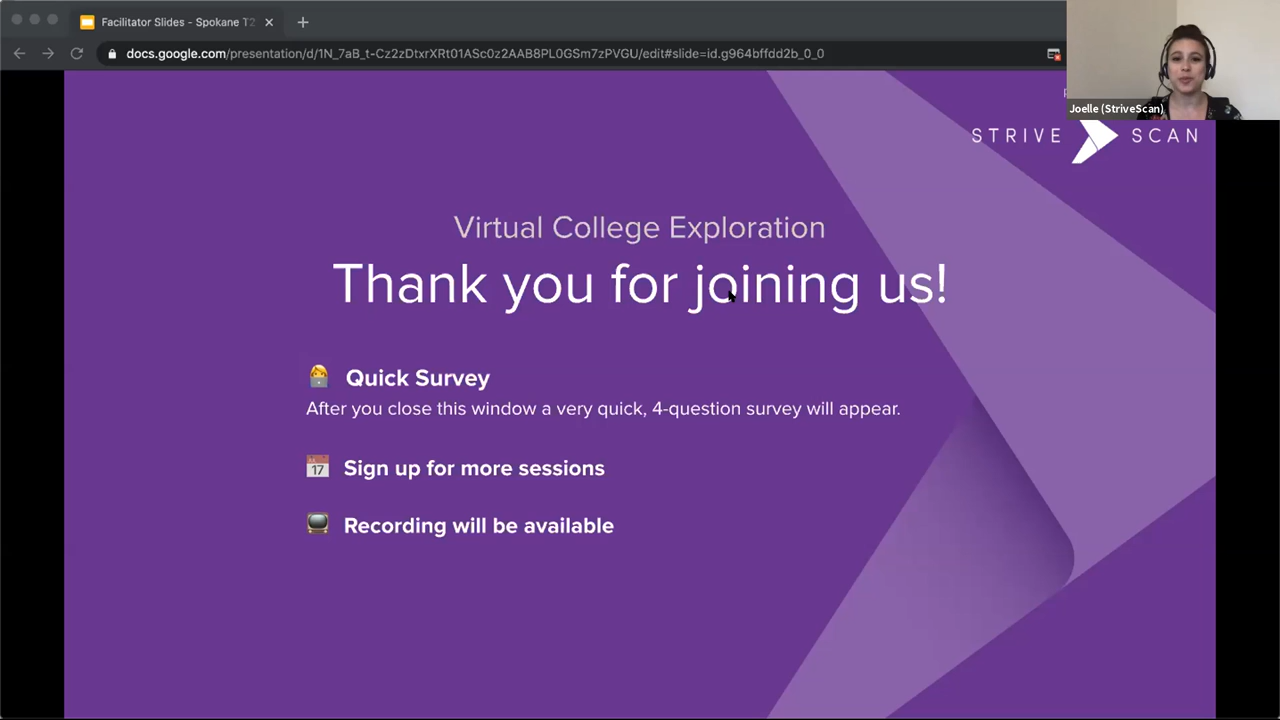 Facilitator Slides - Spokane T2
docs.google.com/presentation/d/1N_7aB_t-Cz2zDtxrXRt01ASc0z2AAB8PL0GSm7zPVGU/edit#slide=id.g964bffdd2b_0_0
Joelle (StriveScan)
STRIVE SCAN
Virtual College Exploration
Thank you for joining us!
Quick Survey
After you close this window a very quick, 4-question survey will appear.
17
Sign up for more sessions
Recording will be available